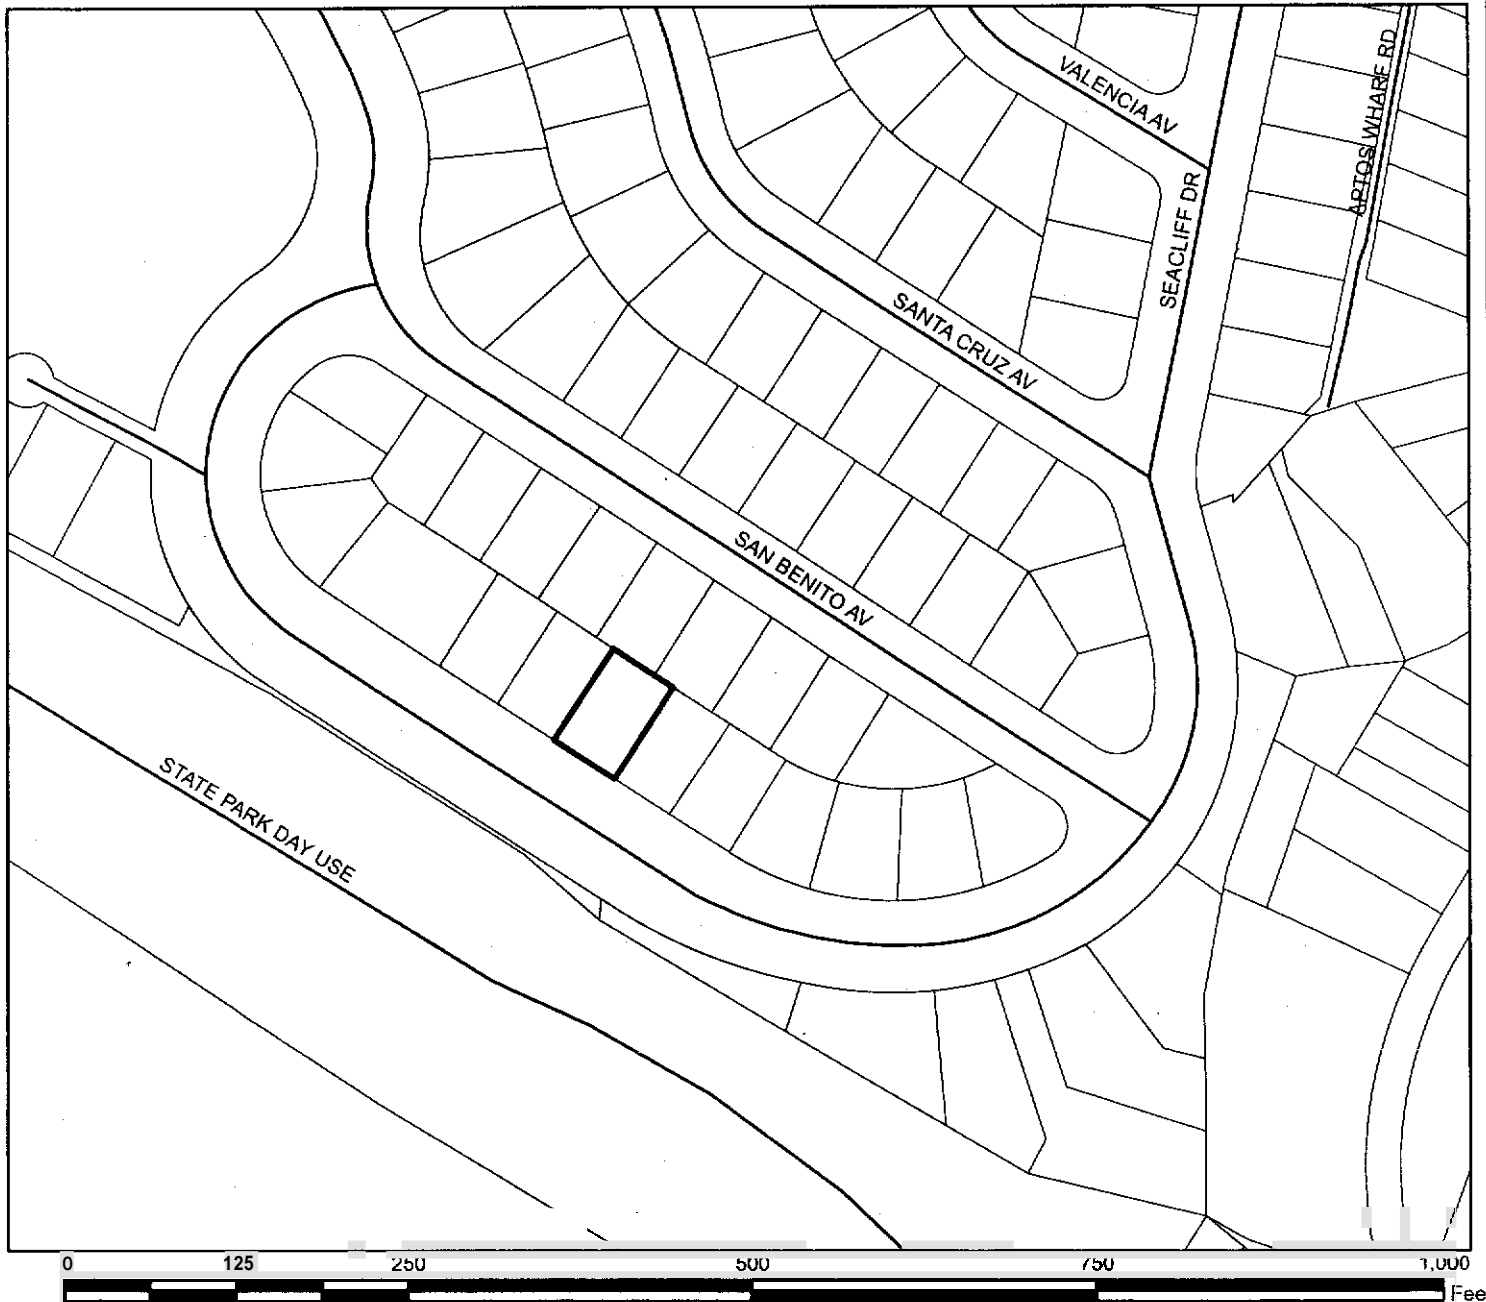 VALENCIA AV
APTOS WHARF RD
SEACLIFF DR
SANTA CRUZ AV
SAN BENITO AV
STATE PARK DAY USE
0 125 250 500 750 1,000
Fee